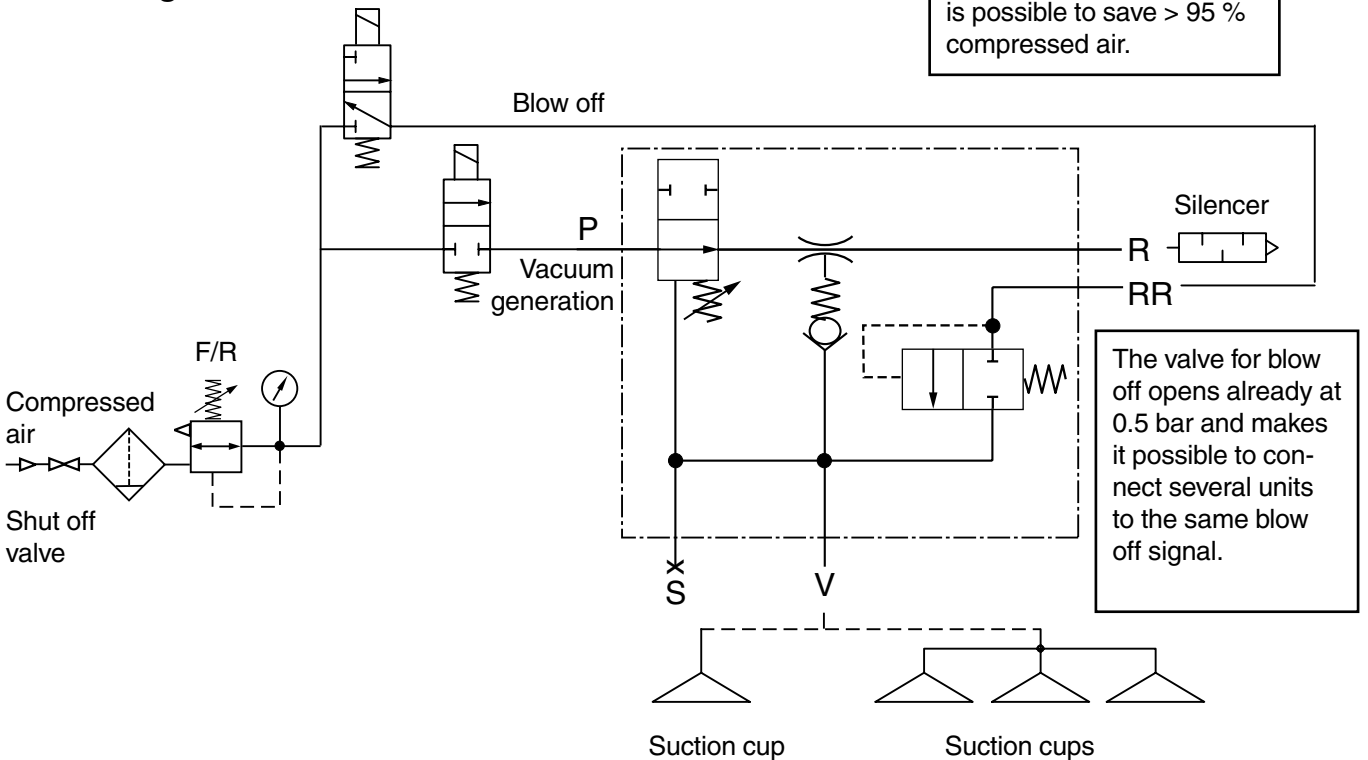 is possible to save > 95 %
compressed air.
Blow off
Silencer
P
R
Vacuum
generation
RR
F/R
Compressed
air
The valve for blow
off opens already at
0.5 bar and makes
it possible to con-
nect several units
to the same blow
off signal.
Shut off
valve
S
V
Suction cup
Suction cups